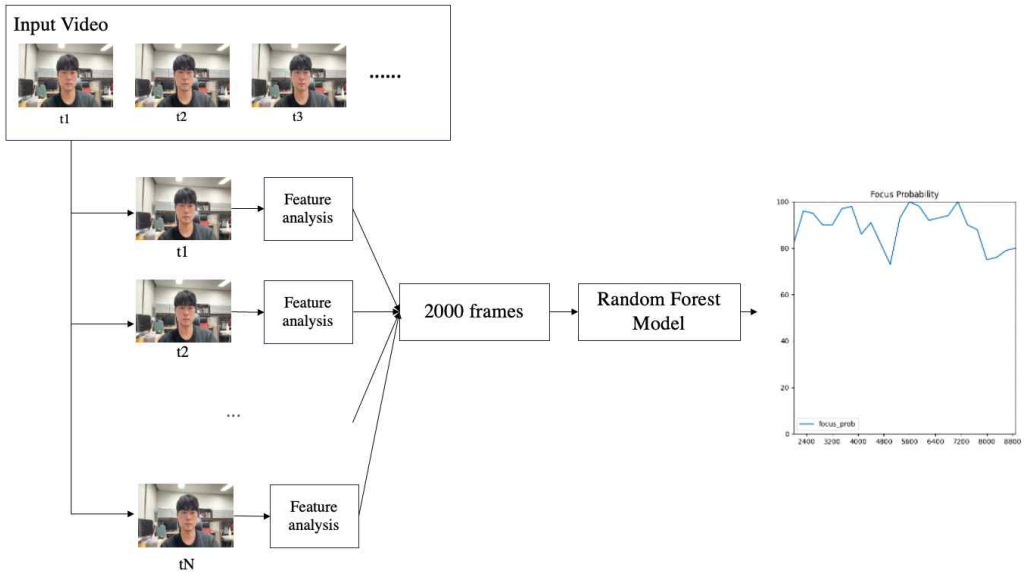 Input Video
t1
t2
t3
......
t1
Feature
analysis
t2
Feature
analysis
...
tN
Feature
analysis
2000 frames
Random Forest
Model
Focus Probability
100
80
60
40
20
0
focus_prob
2400 3200 4000 4800 5600 6400 7200 8000 8800